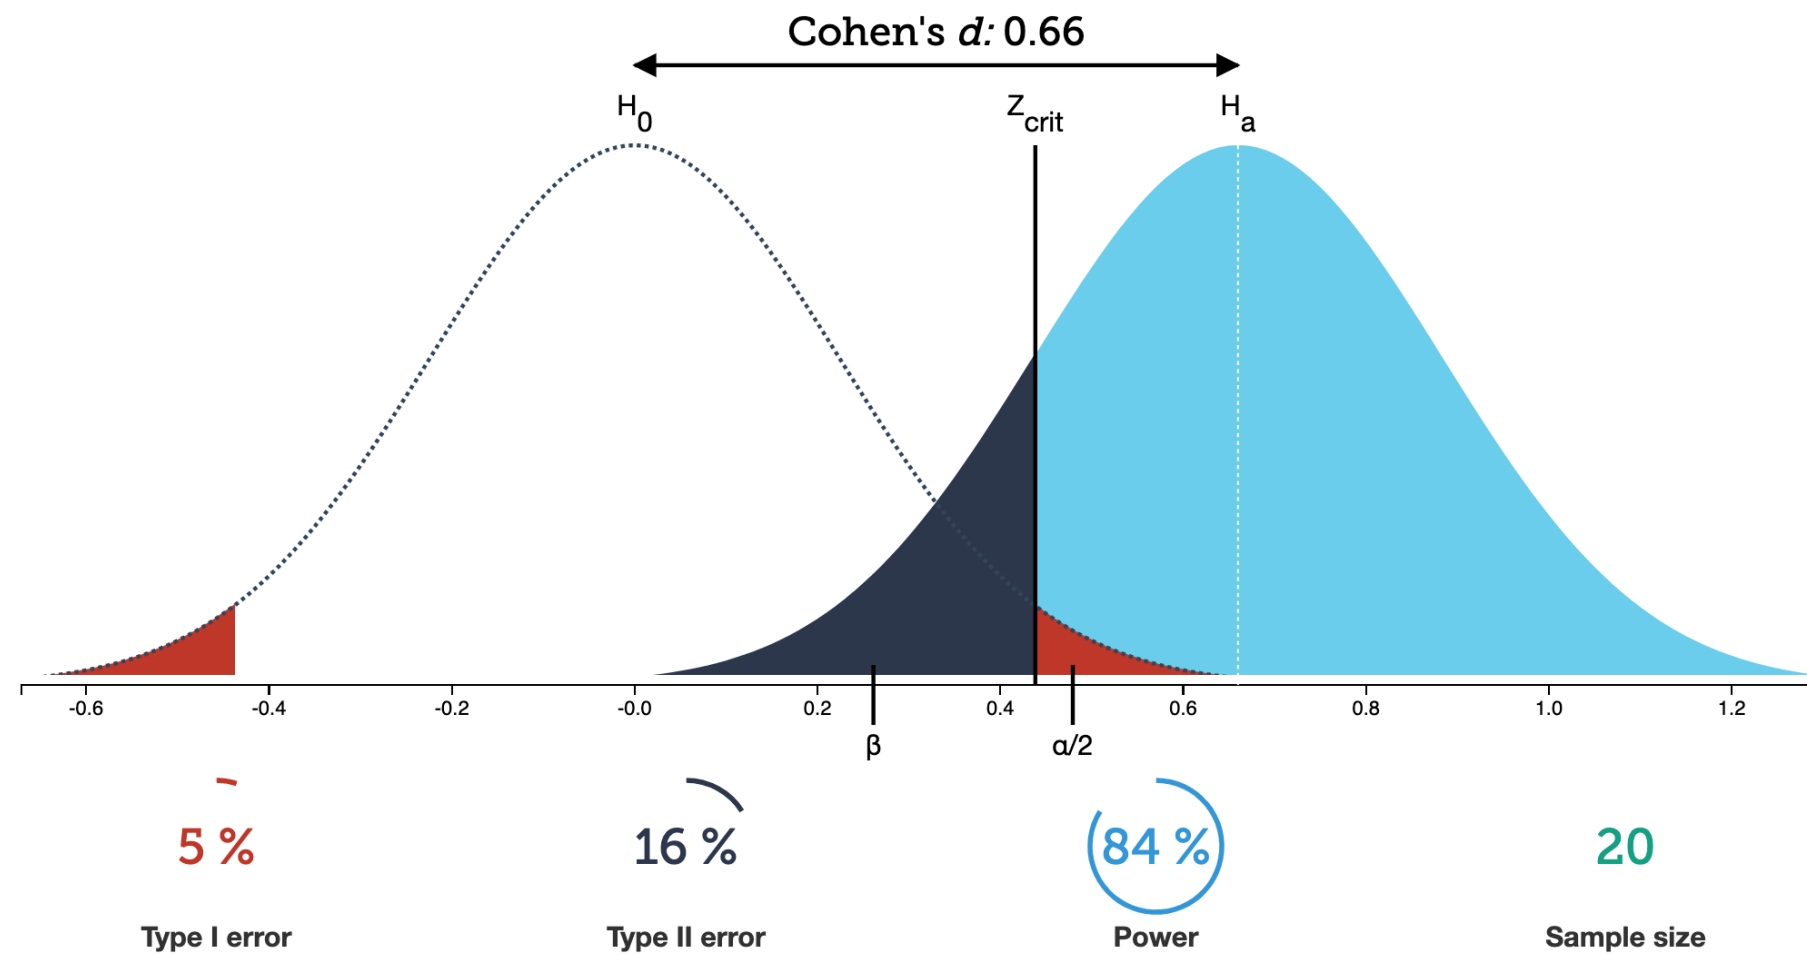 Cohen's d: 0.66
H0 Zcrit Ha
-0.6 -0.4 -0.2 -0.0 0.2 0.4 0.6 0.8 1.0 1.2
β α/2
5 % 16 % 84 % 20
Type I error Type II error Power Sample size